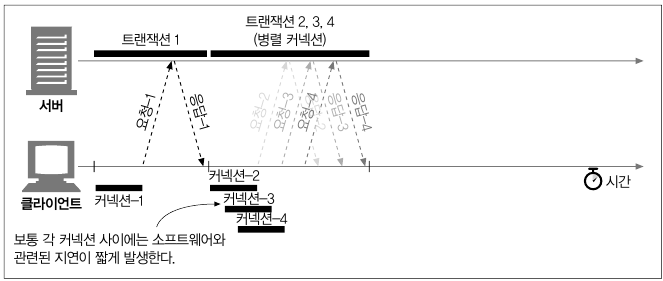 트랜잭션 1
트랜잭션 2, 3, 4
(병렬 커넥션)
서버
요청-1
응답-1
요청-2
요청-3
요청-4
응답-2
응답-3
응답-4
클라이언트
커넥션-1
커넥션-2
커넥션-3
커넥션-4
시간
보통 각 커넥션 사이에는 소프트웨어와
관련된 지연이 짧게 발생한다.